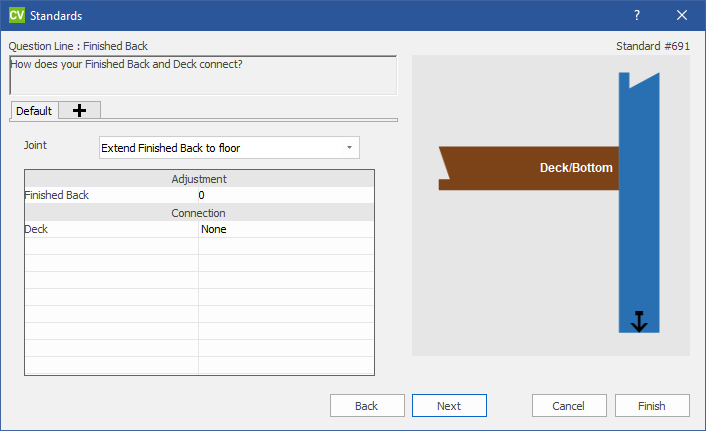 CV Standards ?
Question Line : Finished Back Standard #691
How does your Finished Back and Deck connect?
Default
Joint Extend Finished Back to floor
Adjustment
Finished Back 0
Connection
Deck None
Deck/Bottom
Back Next Cancel Finish